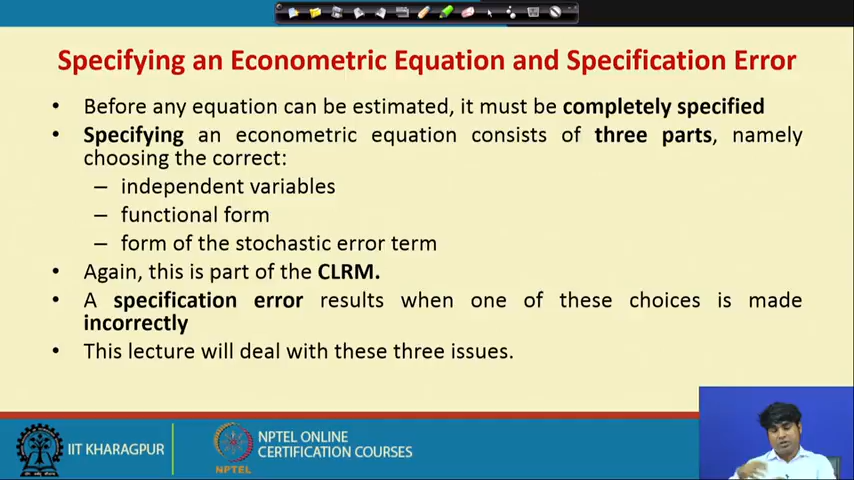 Specifying an Econometric Equation and Specification Error
• Before any equation can be estimated, it must be completely specified
• Specifying an econometric equation consists of three parts, namely
choosing the correct:
– independent variables
– functional form
– form of the stochastic error term
• Again, this is part of the CLRM.
• A specification error results when one of these choices is made
incorrectly
• This lecture will deal with these three issues.
IIT KHARAGPUR
NPTEL
NPTEL ONLINE
CERTIFICATION COURSES